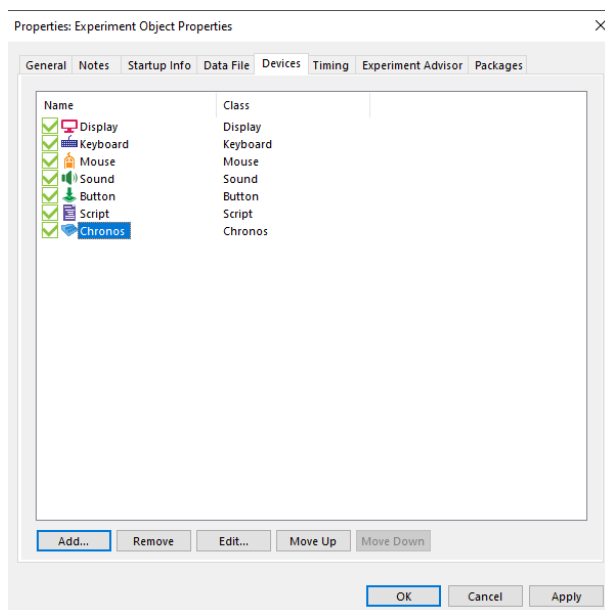 Properties: Experiment Object Properties
General Notes Startup Info Data File Devices Timing Experiment Advisor Packages
Name Class
Display Display
Keyboard Keyboard
Mouse Mouse
Sound Sound
Button Button
Script Script
Chronos Chronos
Add... Remove Edit... Move Up Move Down
OK Cancel Apply